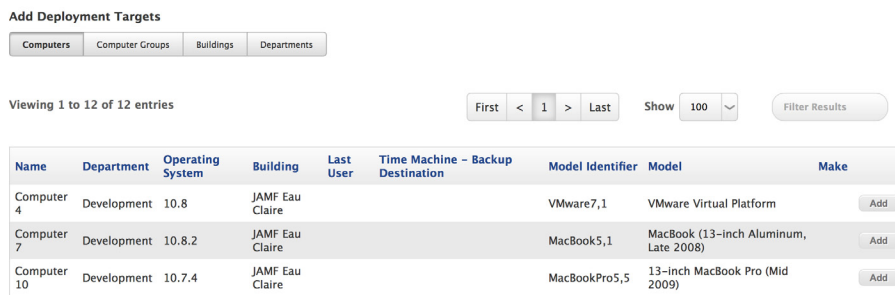 Add Deployment Targets
Computers Computer Groups Buildings Departments
Viewing 1 to 12 of 12 entries First < 1 > Last Show 100 Filter Results
Name Department Operating System Building Last User Time Machine – Backup Destination Model Identifier Model Make
Computer 4 Development 10.8 JAMF Eau Claire VMware7,1 VMware Virtual Platform Add
Computer 7 Development 10.8.2 JAMF Eau Claire MacBook5,1 MacBook (13-inch Aluminum, Late 2008) Add
Computer 10 Development 10.7.4 JAMF Eau Claire MacBookPro5,5 13-inch MacBook Pro (Mid 2009) Add